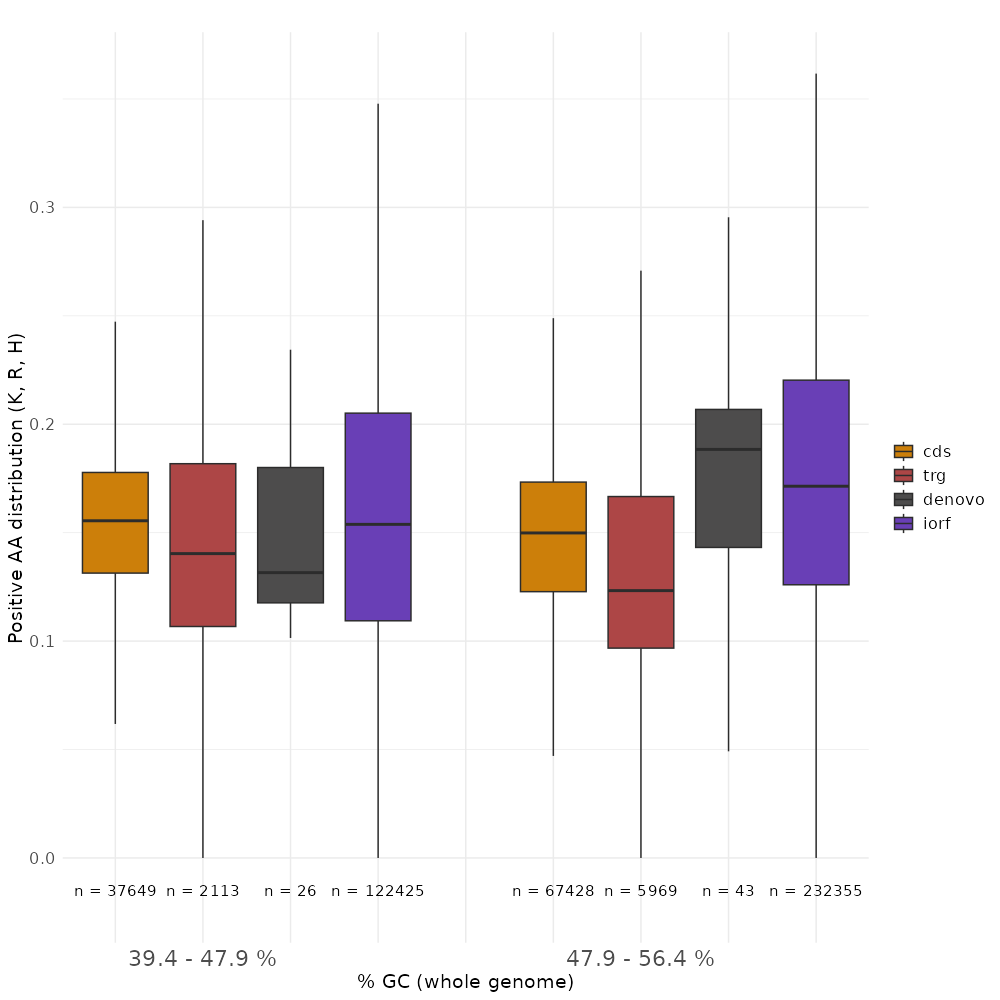 Positive AA distribution (K, R, H)
0.3
0.2
0.1
0.0
n = 37649 n = 2113 n = 26 n = 122425 n = 67428 n = 5969 n = 43 n = 232355
39.4 - 47.9 % 47.9 - 56.4 %
% GC (whole genome)
cds
trg
denovo
iorf